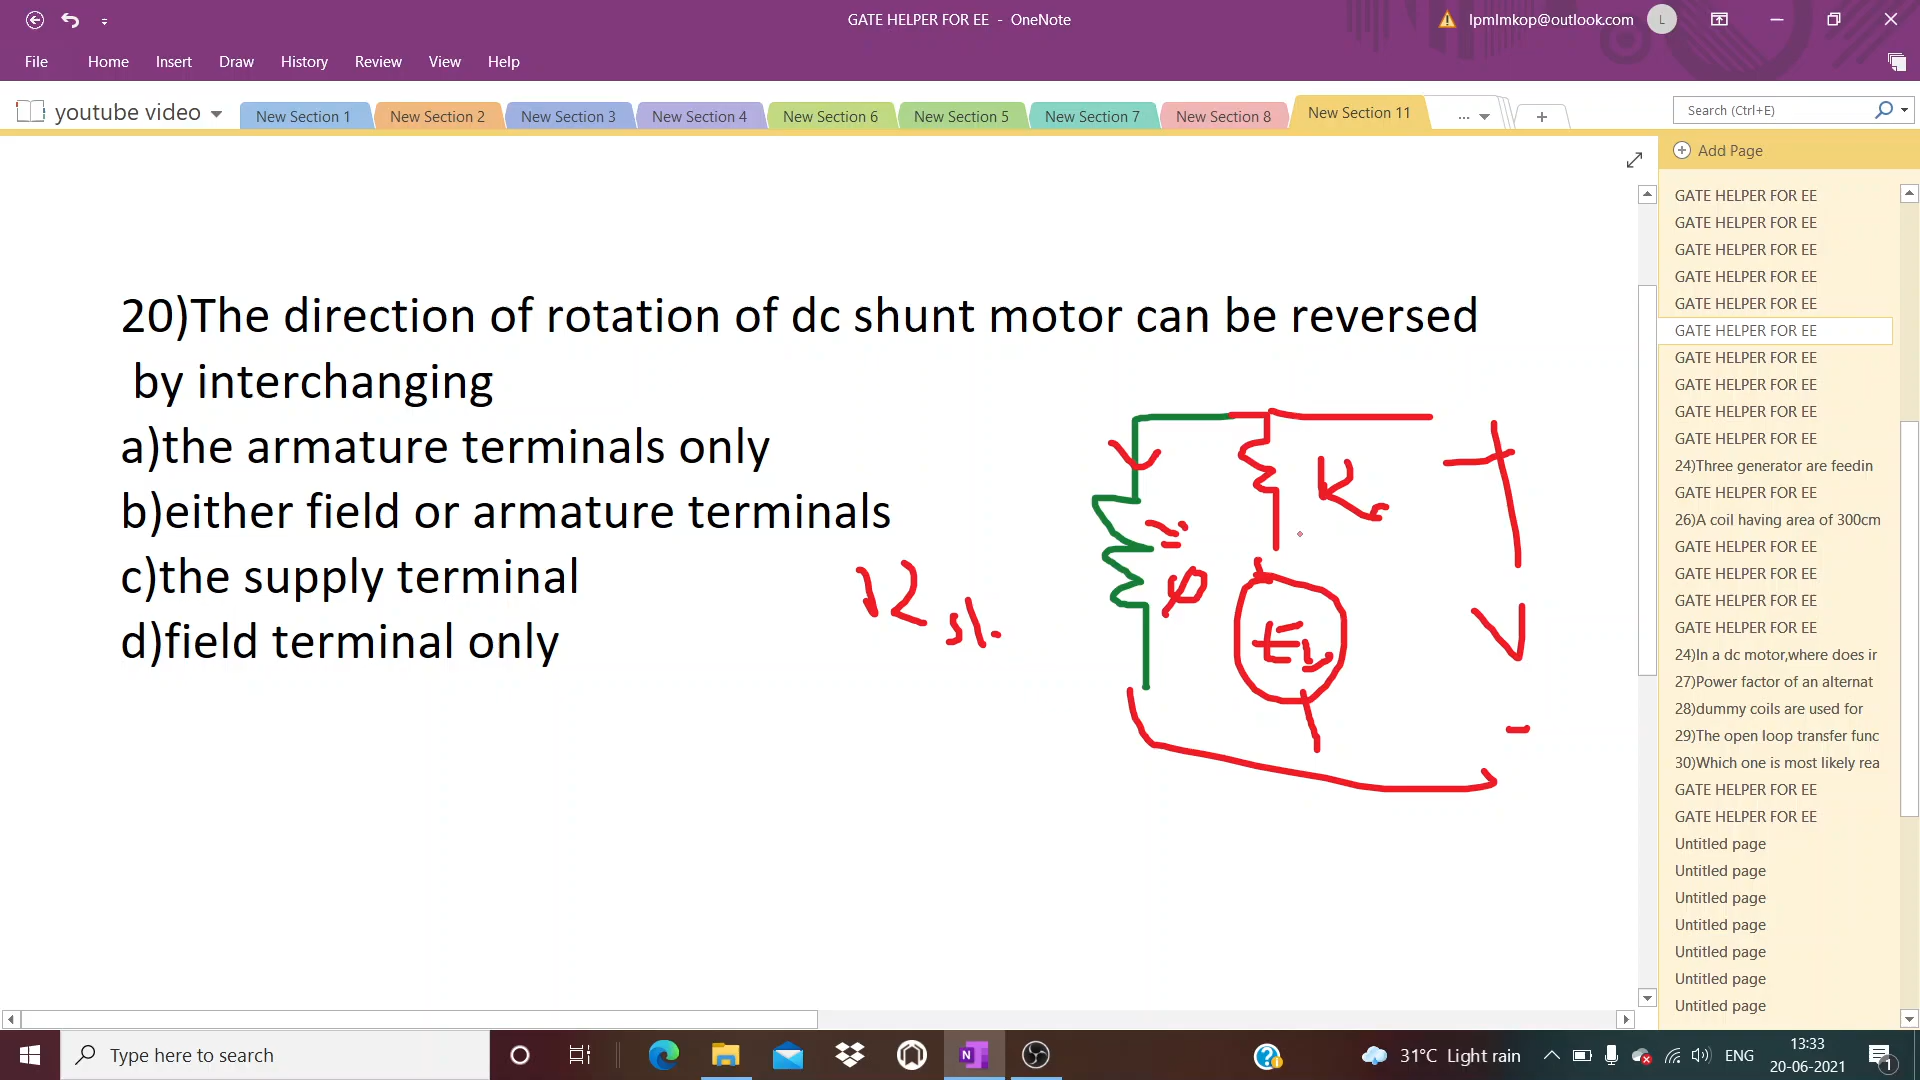 GATE HELPER FOR EE - OneNote
lpmlmkop@outlook.com
L
File Home Insert Draw History Review View Help
youtube video
New Section 1
New Section 2
New Section 3
New Section 4
New Section 6
New Section 5
New Section 7
New Section 8
New Section 11
...
Search (Ctrl+E)
Add Page
20)The direction of rotation of dc shunt motor can be reversed
by interchanging
a)the armature terminals only
b)either field or armature terminals
c)the supply terminal
d)field terminal only
+
V
-
φ
GATE HELPER FOR EE
GATE HELPER FOR EE
GATE HELPER FOR EE
GATE HELPER FOR EE
GATE HELPER FOR EE
GATE HELPER FOR EE
GATE HELPER FOR EE
GATE HELPER FOR EE
GATE HELPER FOR EE
GATE HELPER FOR EE
24)Three generator are feedin
GATE HELPER FOR EE
26)A coil having area of 300cm
GATE HELPER FOR EE
GATE HELPER FOR EE
GATE HELPER FOR EE
GATE HELPER FOR EE
24)In a dc motor,where does ir
27)Power factor of an alternat
28)dummy coils are used for
29)The open loop transfer func
30)Which one is most likely rea
GATE HELPER FOR EE
GATE HELPER FOR EE
Untitled page
Untitled page
Untitled page
Untitled page
Untitled page
Untitled page
Untitled page
Type here to search
31°C Light rain
ENG
13:33
20-06-2021
1